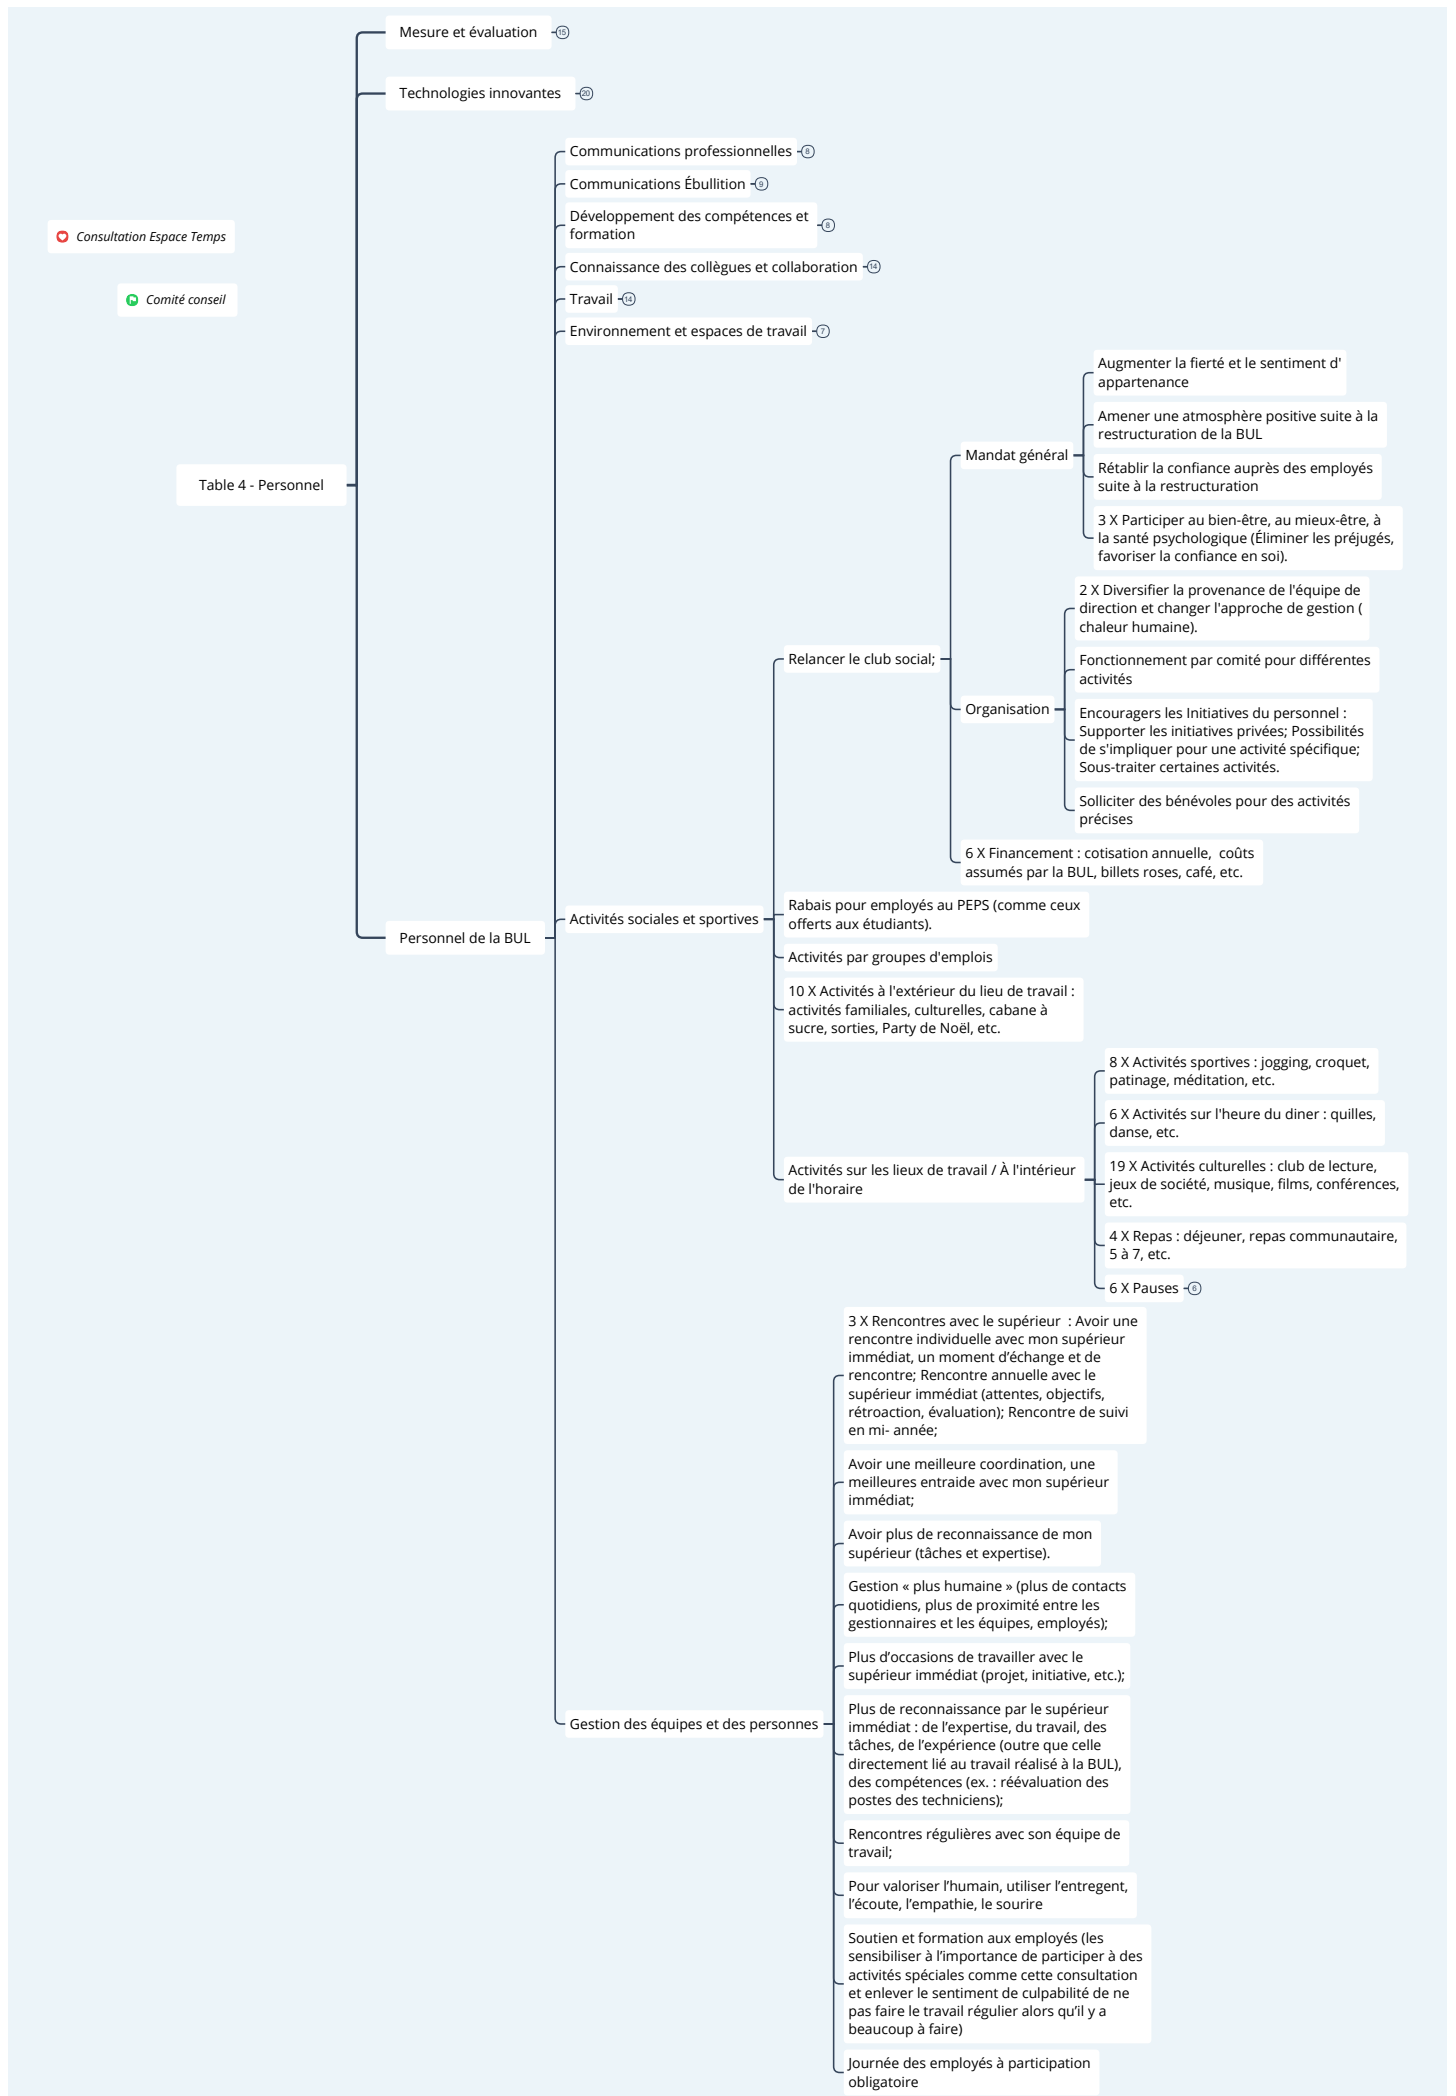 Mesure et évaluation
15
Technologies innovantes
20
Communications professionnelles
8
Communications Ébullition
9
Développement des compétences et
formation
8
Connaissance des collègues et collaboration
14
Travail
14
Environnement et espaces de travail
7
Consultation Espace Temps
Comité conseil
Table 4 - Personnel
Personnel de la BUL
Activités sociales et sportives
Relancer le club social;
Mandat général
Augmenter la fierté et le sentiment d'
appartenance
Amener une atmosphère positive suite à la
restructuration de la BUL
Rétablir la confiance auprès des employés
suite à la restructuration
3 X Participer au bien-être, au mieux-être, à
la santé psychologique (Éliminer les préjugés,
favoriser la confiance en soi).
Organisation
2 X Diversifier la provenance de l'équipe de
direction et changer l'approche de gestion (
chaleur humaine).
Fonctionnement par comité pour différentes
activités
Encouragers les Initiatives du personnel :
Supporter les initiatives privées; Possibilités
de s'impliquer pour une activité spécifique;
Sous-traiter certaines activités.
Solliciter des bénévoles pour des activités
précises
6 X Financement : cotisation annuelle,  coûts
assumés par la BUL, billets roses, café, etc.
Rabais pour employés au PEPS (comme ceux
offerts aux étudiants).
Activités par groupes d'emplois
10 X Activités à l'extérieur du lieu de travail :
activités familiales, culturelles, cabane à
sucre, sorties, Party de Noël, etc.
Activités sur les lieux de travail / À l'intérieur
de l'horaire
8 X Activités sportives : jogging, croquet,
patinage, méditation, etc.
6 X Activités sur l'heure du diner : quilles,
danse, etc.
19 X Activités culturelles : club de lecture,
jeux de société, musique, films, conférences,
etc.
4 X Repas : déjeuner, repas communautaire,
5 à 7, etc.
6 X Pauses
6
Gestion des équipes et des personnes
3 X Rencontres avec le supérieur  : Avoir une
rencontre individuelle avec mon supérieur
immédiat, un moment d’échange et de
rencontre; Rencontre annuelle avec le
supérieur immédiat (attentes, objectifs,
rétroaction, évaluation); Rencontre de suivi
en mi- année;
Avoir une meilleure coordination, une
meilleures entraide avec mon supérieur
immédiat;
Avoir plus de reconnaissance de mon
supérieur (tâches et expertise).
Gestion « plus humaine » (plus de contacts
quotidiens, plus de proximité entre les
gestionnaires et les équipes, employés);
Plus d’occasions de travailler avec le
supérieur immédiat (projet, initiative, etc.);
Plus de reconnaissance par le supérieur
immédiat : de l’expertise, du travail, des
tâches, de l’expérience (outre que celle
directement lié au travail réalisé à la BUL),
des compétences (ex. : réévaluation des
postes des techniciens);
Rencontres régulières avec son équipe de
travail;
Pour valoriser l’humain, utiliser l’entregent,
l’écoute, l’empathie, le sourire
Soutien et formation aux employés (les
sensibiliser à l’importance de participer à des
activités spéciales comme cette consultation
et enlever le sentiment de culpabilité de ne
pas faire le travail régulier alors qu’il y a
beaucoup à faire)
Journée des employés à participation
obligatoire